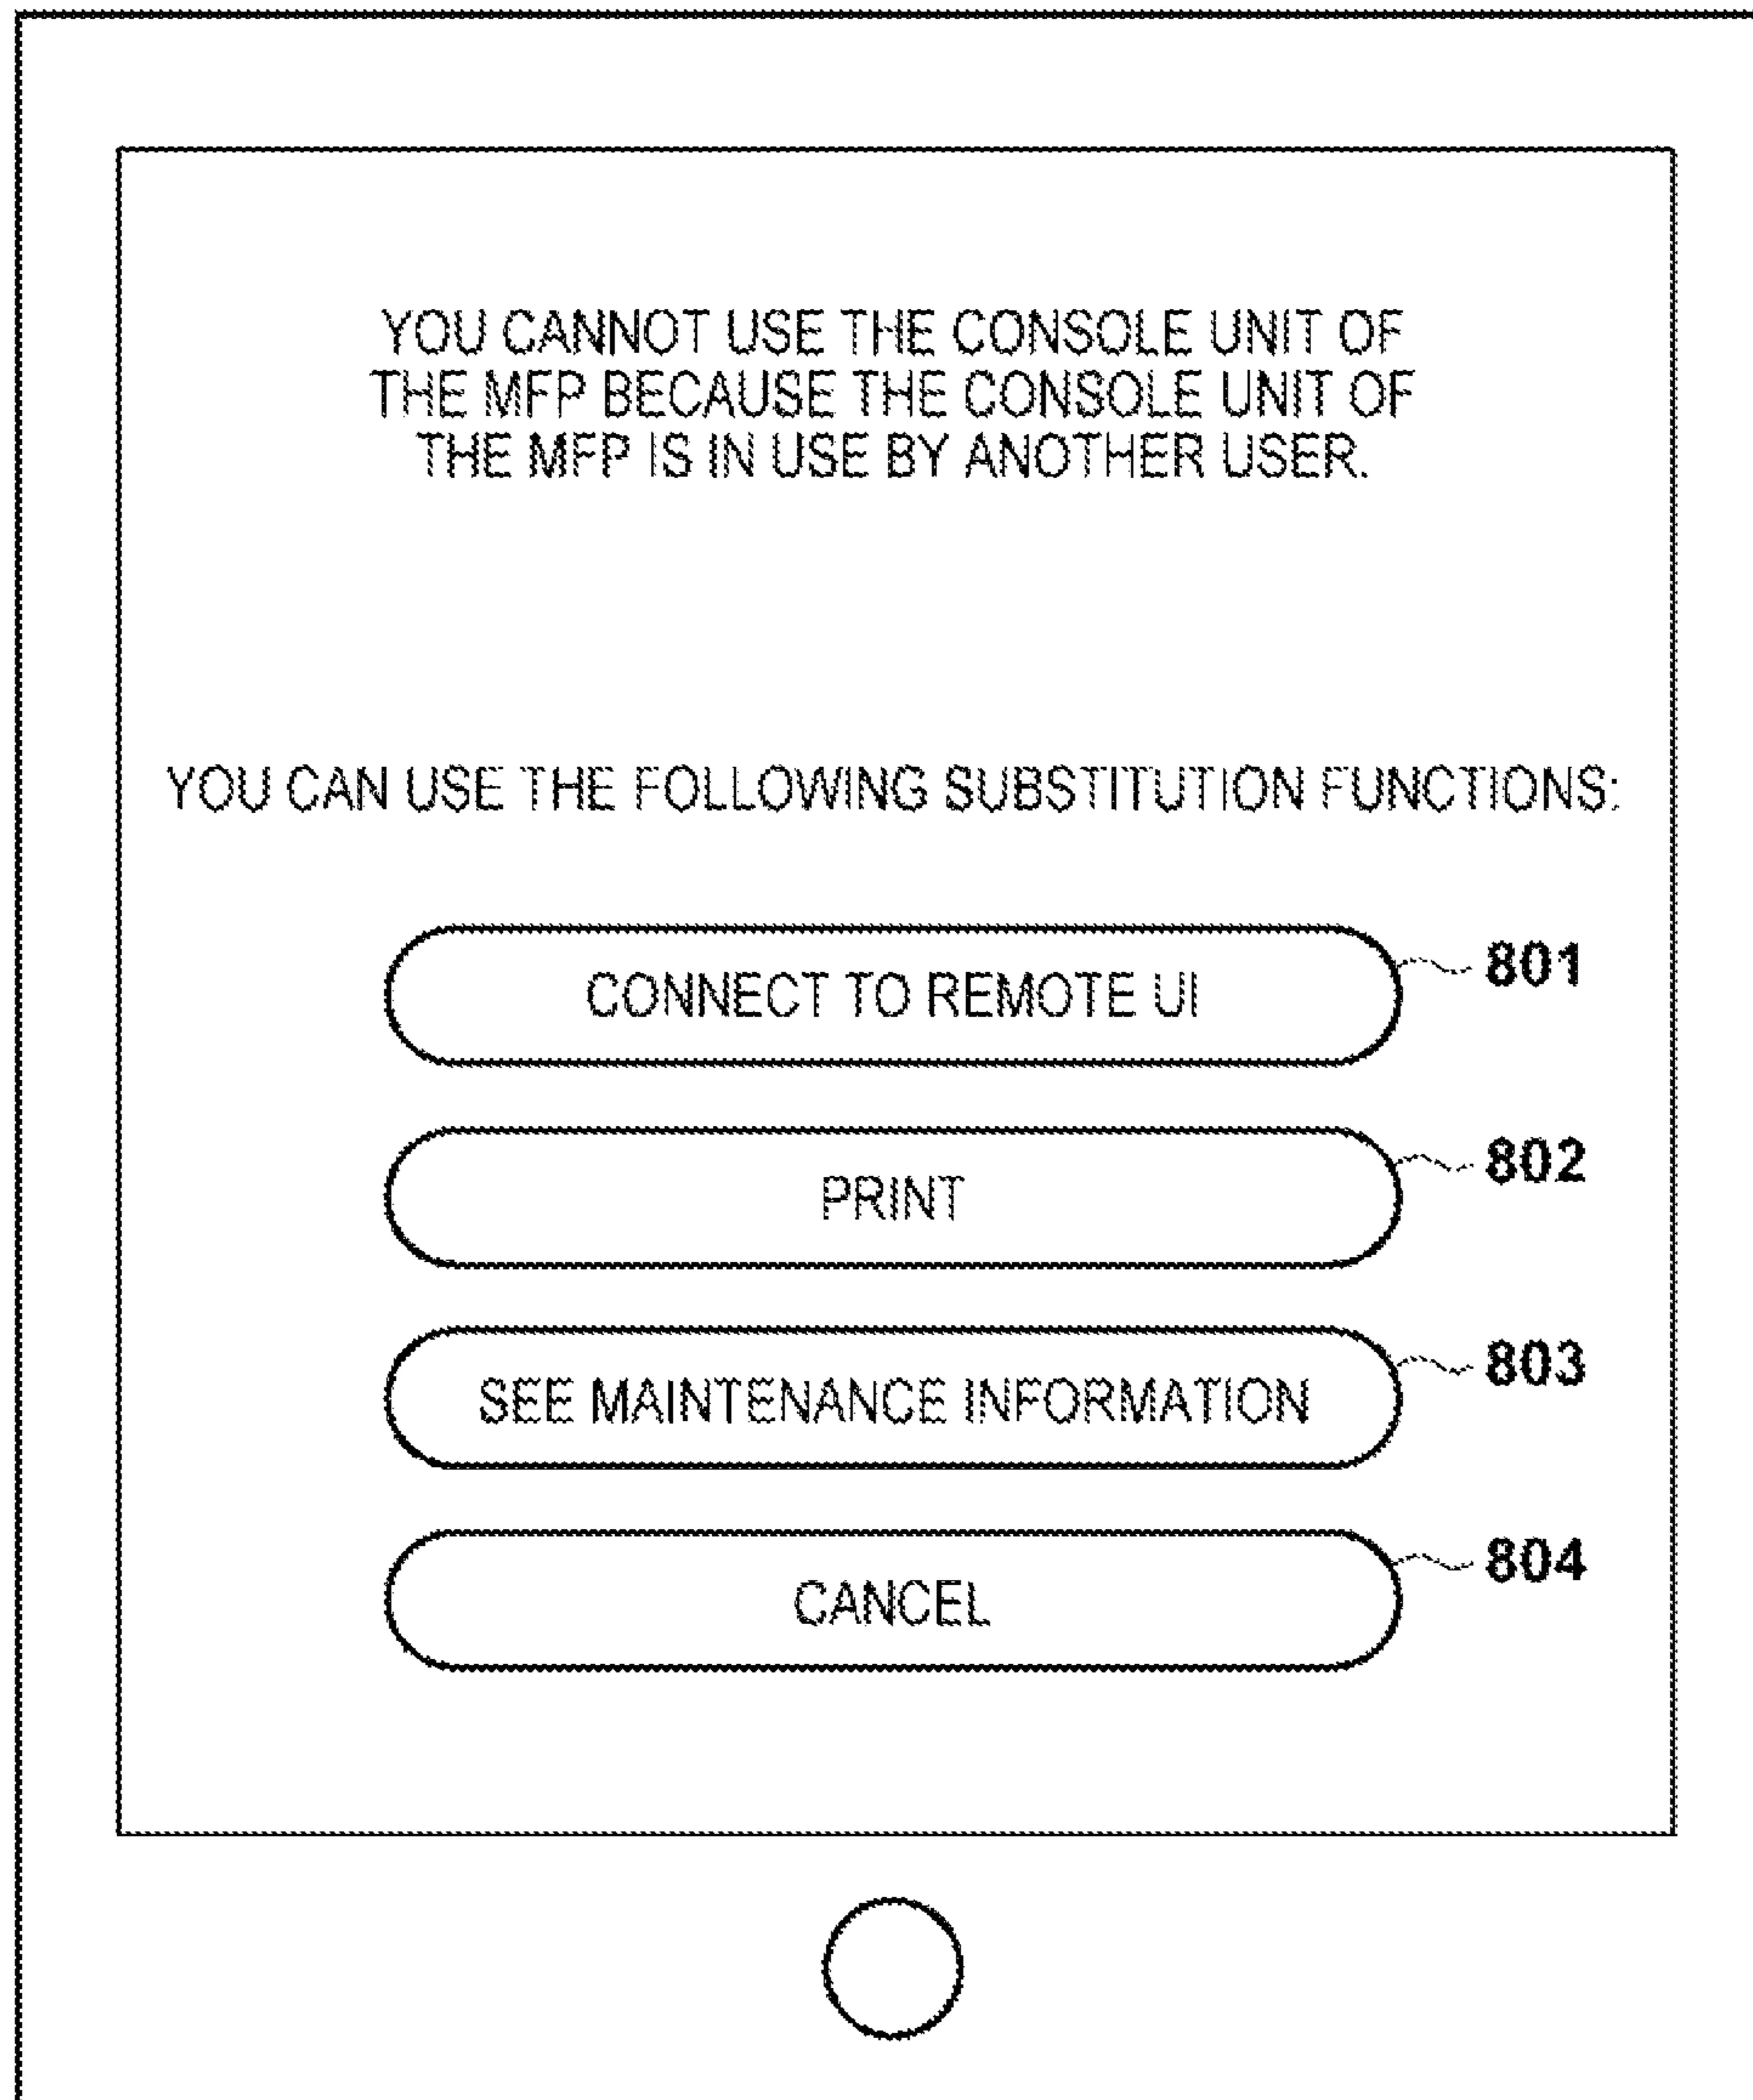 YOU CANNOT USE THE CONSOLE UNIT OF
THE MFP BECAUSE THE CONSOLE UNIT OF
THE MFP IS IN USE BY ANOTHER USER.
YOU CAN USE THE FOLLOWING SUBSTITUTION FUNCTIONS:
CONNECT TO REMOTE UI 801
PRINT 802
SEE MAINTENANCE INFORMATION 803
CANCEL 804